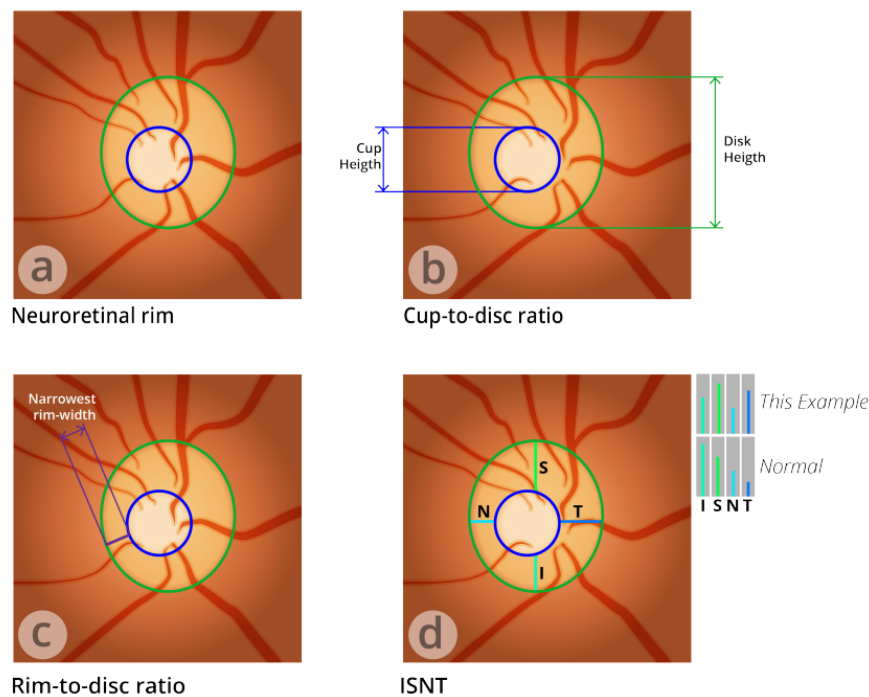 a
Neuroretinal rim
Cup
Heigth
Disk
Heigth
b
Cup-to-disc ratio
Narrowest
rim-width
c
Rim-to-disc ratio
S
N
T
I
d
ISNT
This Example
Normal
I S N T